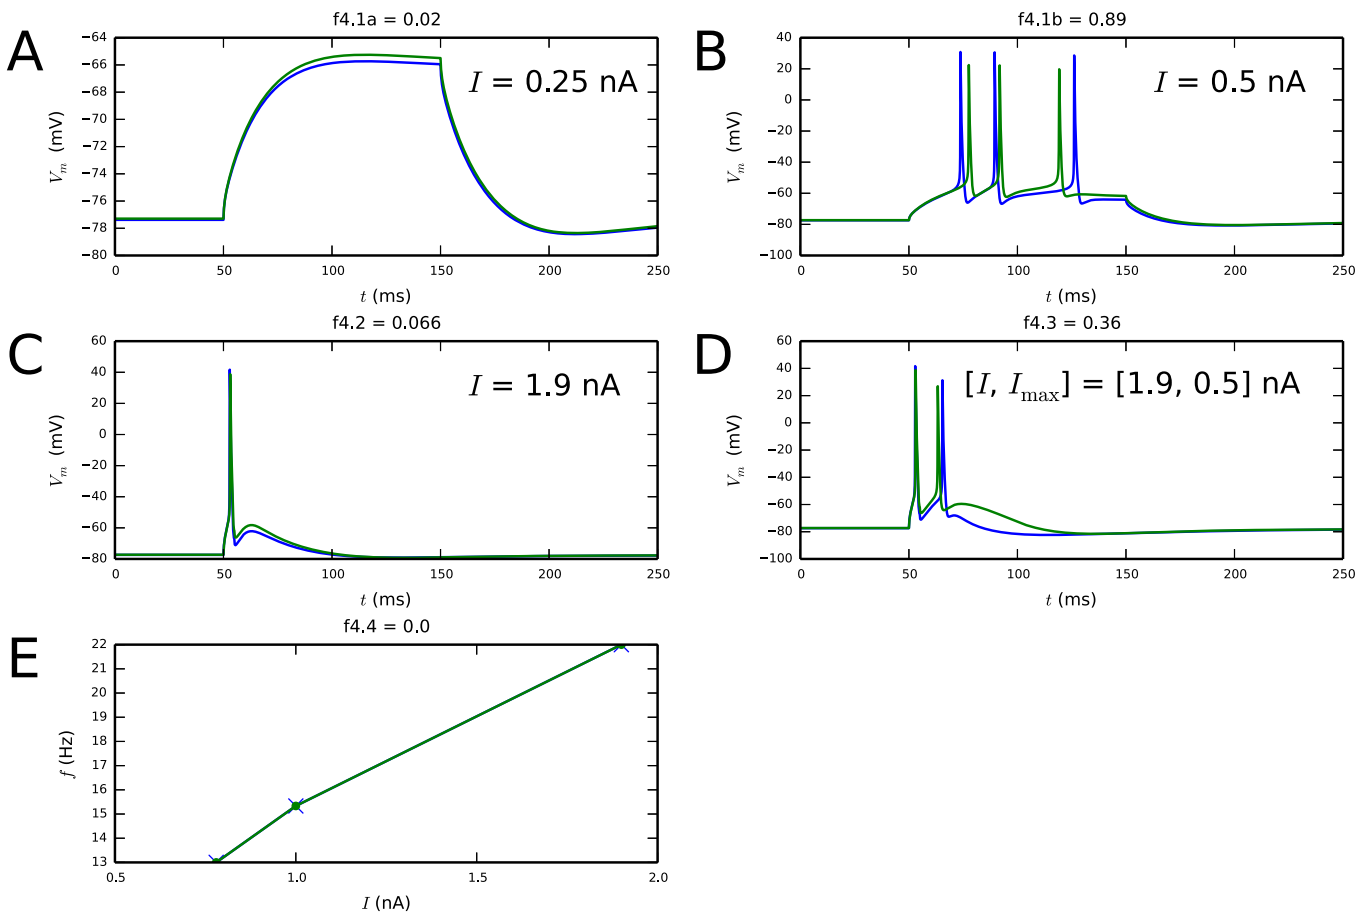 f4.1a = 0.02
A
−64
−66
−68
−70
−72
−74
−76
−78
−80
V_m (mV)
I = 0.25 nA
0 50 100 150 200 250
t (ms)
f4.1b = 0.89
B
40
20
0
−20
−40
−60
−80
−100
V_m (mV)
I = 0.5 nA
0 50 100 150 200 250
t (ms)
f4.2 = 0.066
C
60
40
20
0
−20
−40
−60
−80
V_m (mV)
I = 1.9 nA
0 50 100 150 200 250
t (ms)
f4.3 = 0.36
D
60
40
20
0
−20
−40
−60
−80
−100
V_m (mV)
[I, I_max] = [1.9, 0.5] nA
0 50 100 150 200 250
t (ms)
f4.4 = 0.0
E
22
21
20
19
18
17
16
15
14
13
f (Hz)
0.5 1.0 1.5 2.0
I (nA)